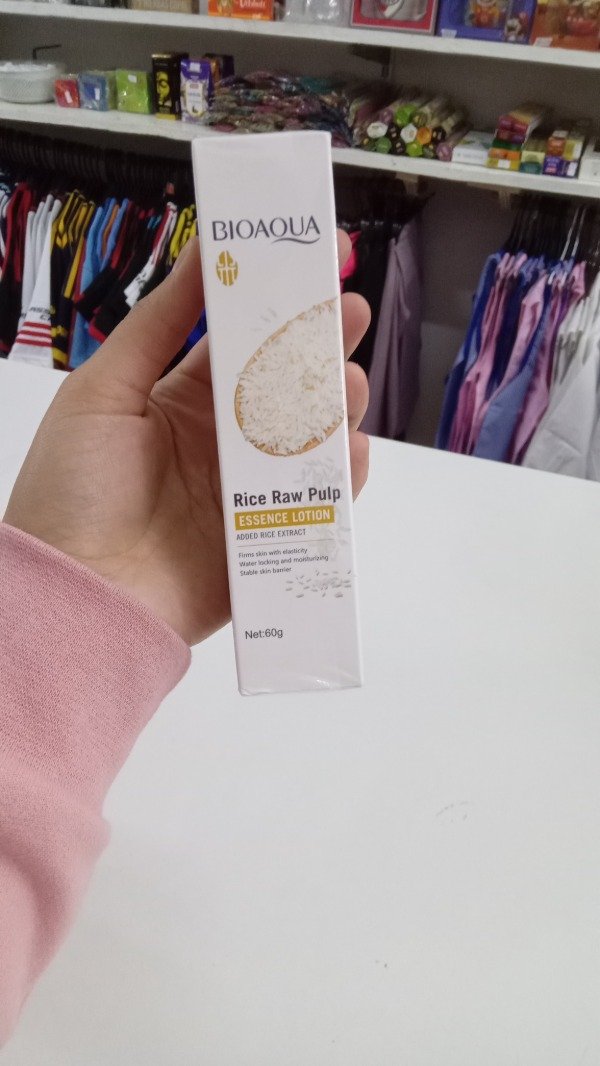 BIOAQUA
Rice Raw Pulp
ESSENCE LOTION
ADDED RICE EXTRACT
Firms skin with elasticity
Water locking and moisturizing
Stable skin barrier
Net:60g